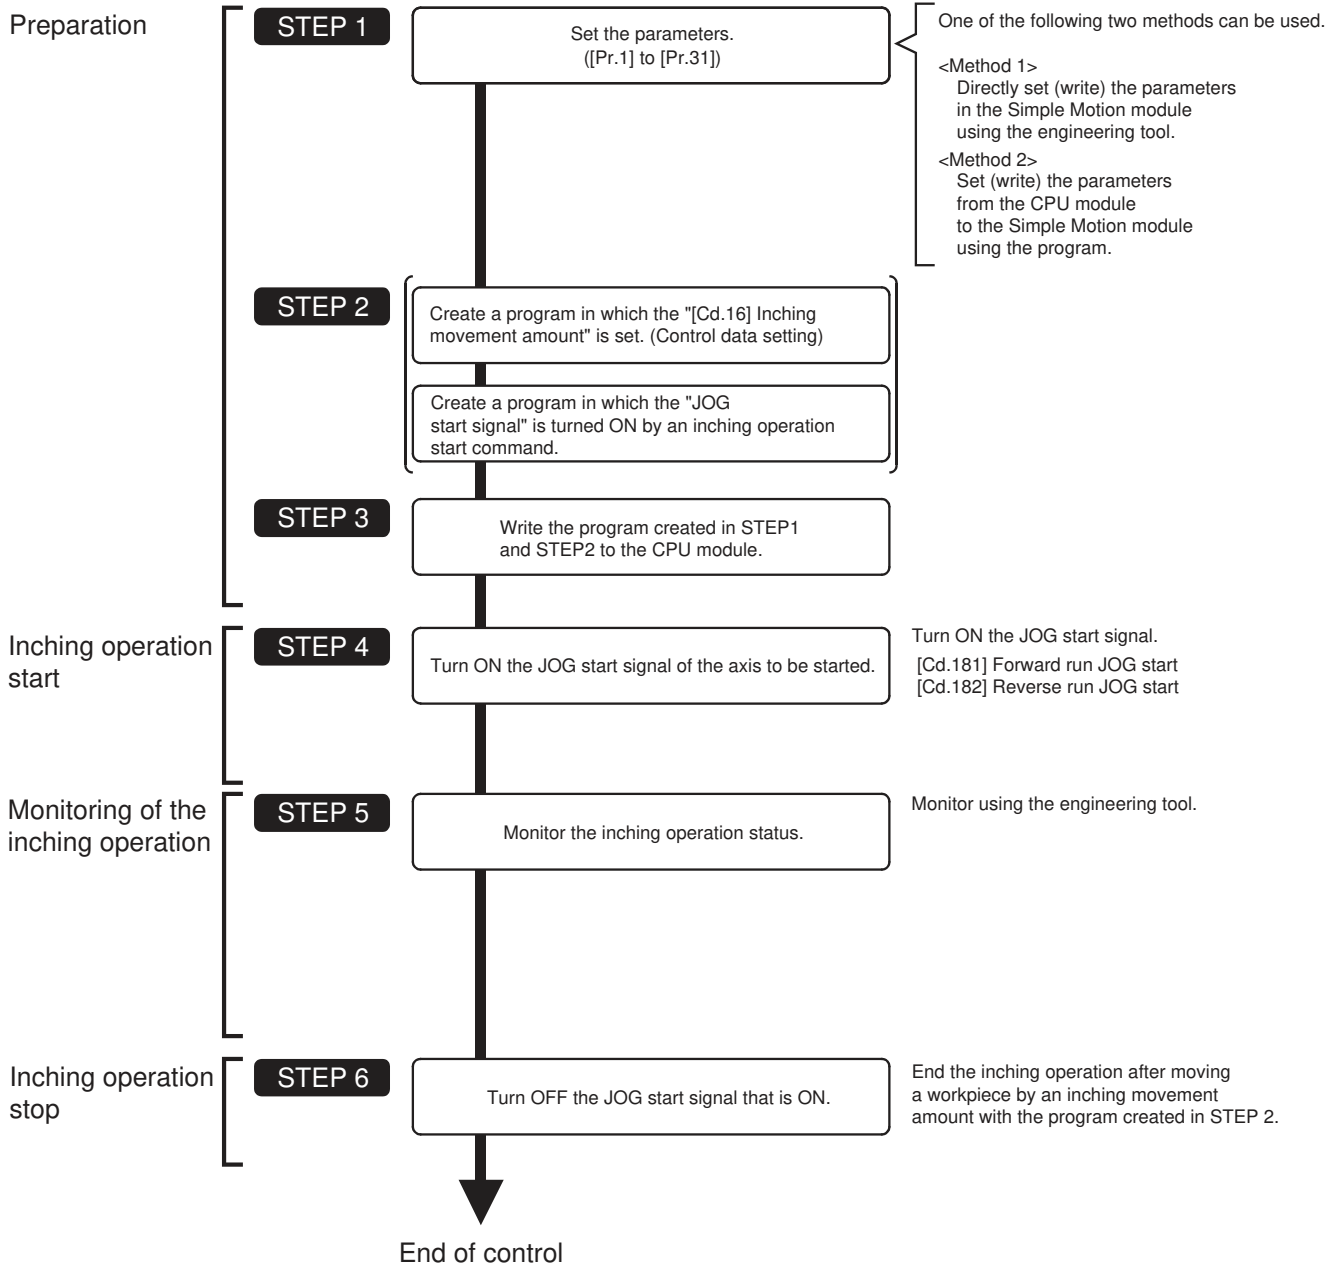 Preparation
STEP 1
Set the parameters.
([Pr.1] to [Pr.31])
One of the following two methods can be used.
<Method 1>
Directly set (write) the parameters
in the Simple Motion module
using the engineering tool.
<Method 2>
Set (write) the parameters
from the CPU module
to the Simple Motion module
using the program.
STEP 2
Create a program in which the "[Cd.16] Inching
movement amount" is set. (Control data setting)
Create a program in which the "JOG
start signal" is turned ON by an inching operation
start command.
STEP 3
Write the program created in STEP1
and STEP2 to the CPU module.
Inching operation
start
STEP 4
Turn ON the JOG start signal of the axis to be started.
Turn ON the JOG start signal.
[Cd.181] Forward run JOG start
[Cd.182] Reverse run JOG start
Monitoring of the
inching operation
STEP 5
Monitor the inching operation status.
Monitor using the engineering tool.
Inching operation
stop
STEP 6
Turn OFF the JOG start signal that is ON.
End the inching operation after moving
a workpiece by an inching movement
amount with the program created in STEP 2.
End of control